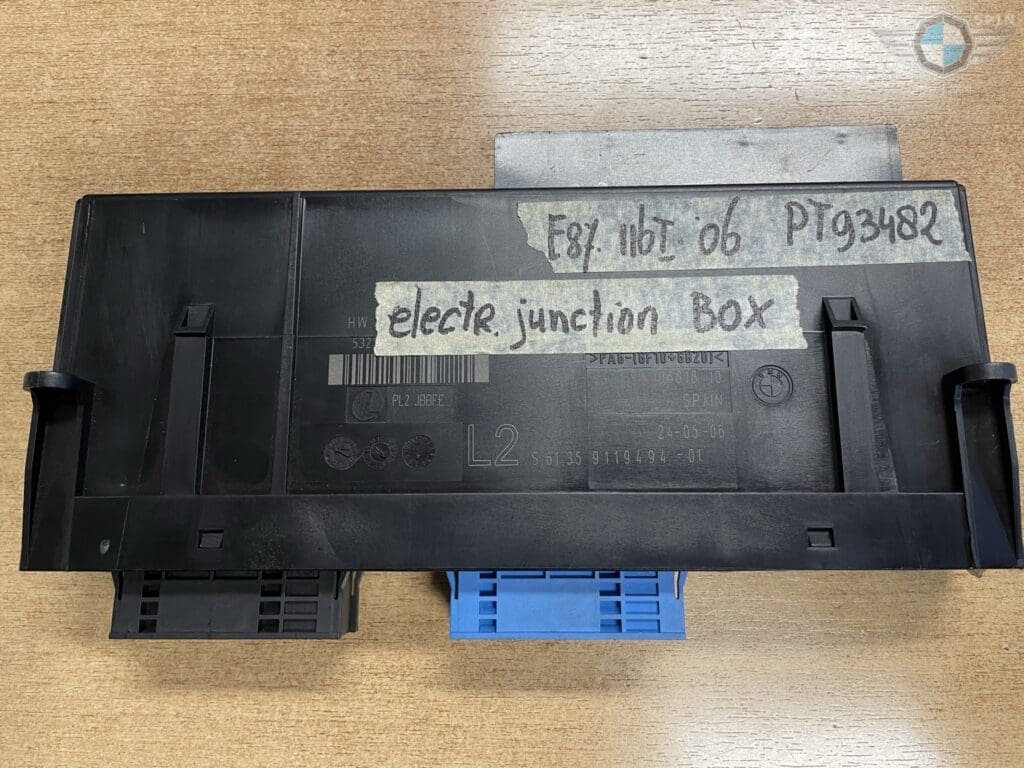 SPIN
E87 116I 06 PT93482
electr. junction BOX
HW
>PA6-(GF10+GB20)<
PL2 JBBFE
SPAIN
24-05-06
L2
S 61.35 9119494-01